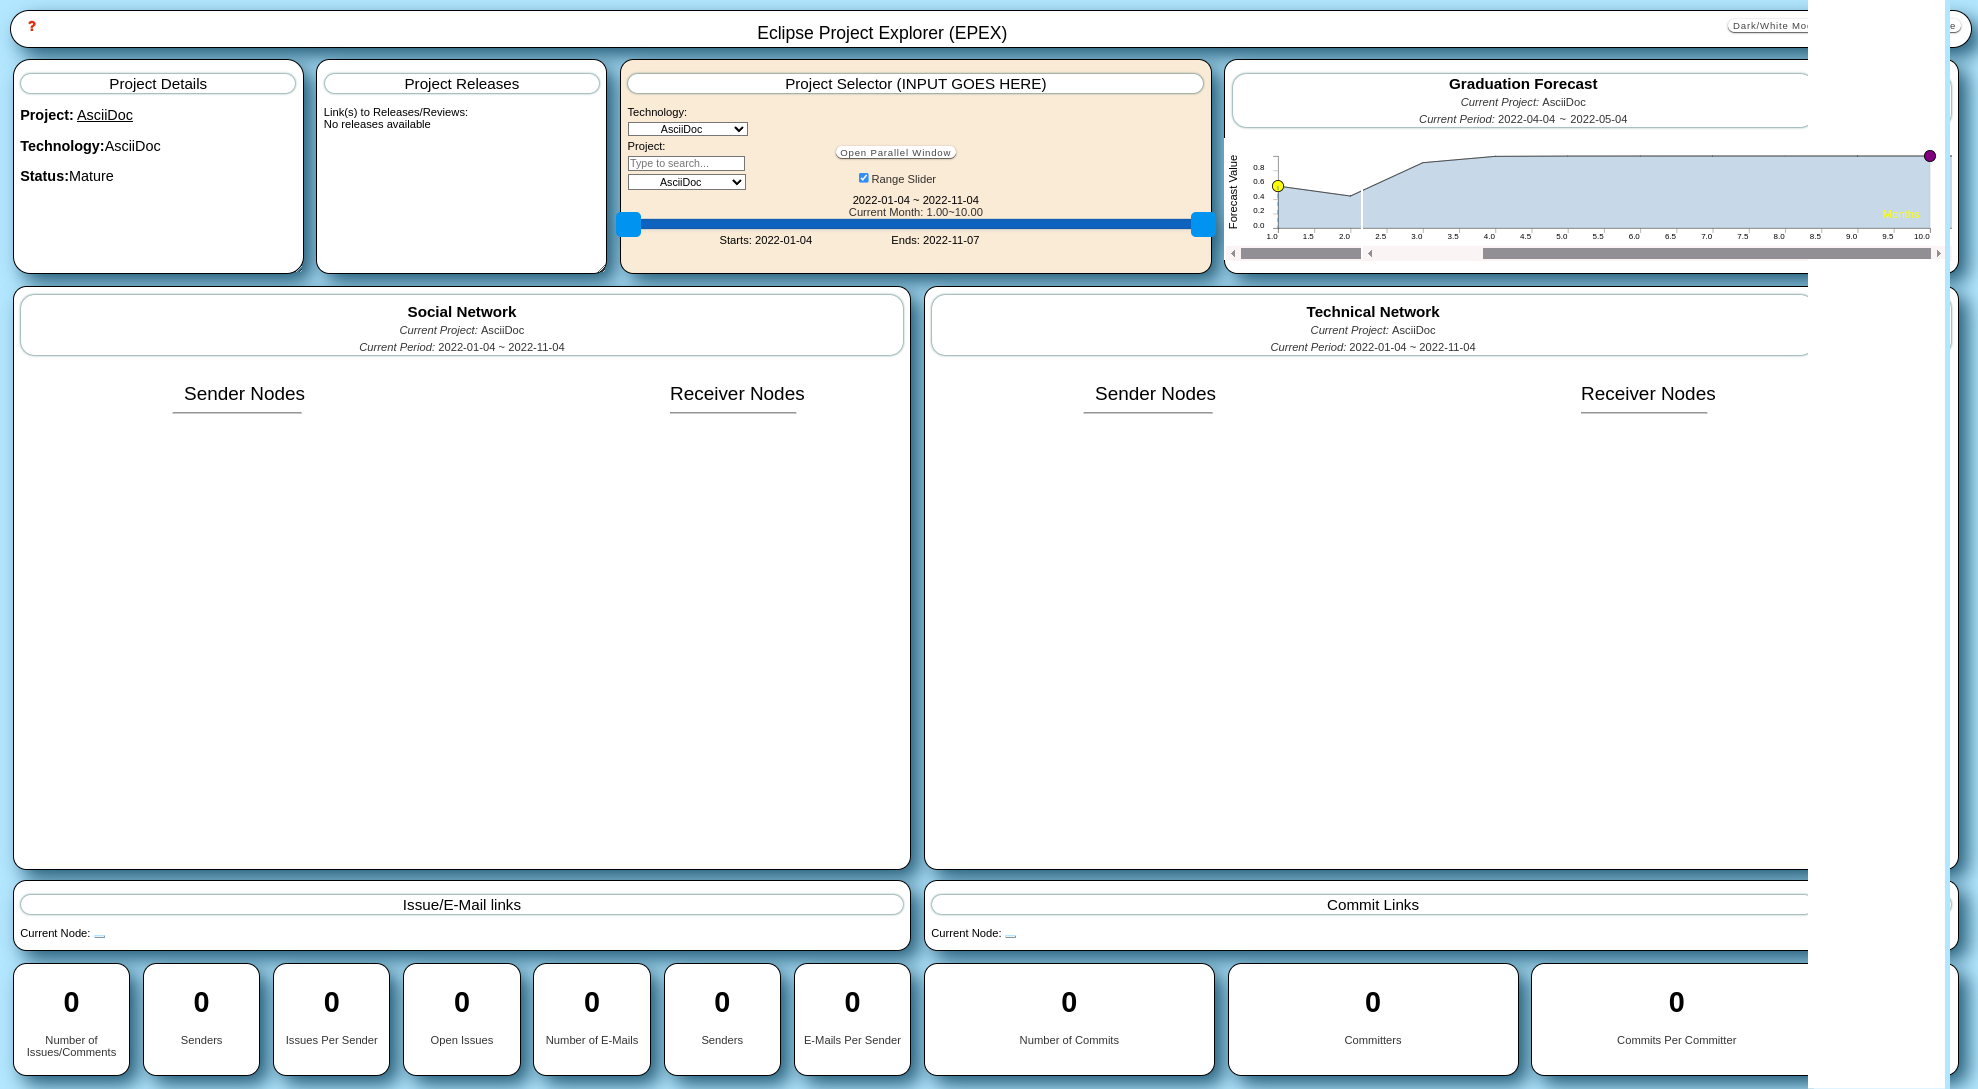 ?
Eclipse Project Explorer (EPEX)
Dark/White Mo
e
Project Details
Project: AsciiDoc
Technology:AsciiDoc
Status:Mature
Project Releases
Link(s) to Releases/Reviews:
No releases available
Project Selector (INPUT GOES HERE)
Technology:
AsciiDoc
Project:
Type to search...
AsciiDoc
Open Parallel Window
Range Slider
2022-01-04 ~ 2022-11-04
Current Month: 1.00~10.00
Starts: 2022-01-04
Ends: 2022-11-07
Graduation Forecast
Current Project: AsciiDoc
Current Period: 2022-04-04 ~ 2022-05-04
Forecast Value
0.8
0.6
0.4
0.2
0.0
Months
1.0 1.5 2.0 2.5 3.0 3.5 4.0 4.5 5.0 5.5 6.0 6.5 7.0 7.5 8.0 8.5 9.0 9.5 10.0
Social Network
Current Project: AsciiDoc
Current Period: 2022-01-04 ~ 2022-11-04
Sender Nodes
Receiver Nodes
Technical Network
Current Project: AsciiDoc
Current Period: 2022-01-04 ~ 2022-11-04
Sender Nodes
Receiver Nodes
Issue/E-Mail links
Current Node:
Commit Links
Current Node:
0
Number of
Issues/Comments
0
Senders
0
Issues Per Sender
0
Open Issues
0
Number of E-Mails
0
Senders
0
E-Mails Per Sender
0
Number of Commits
0
Committers
0
Commits Per Committer